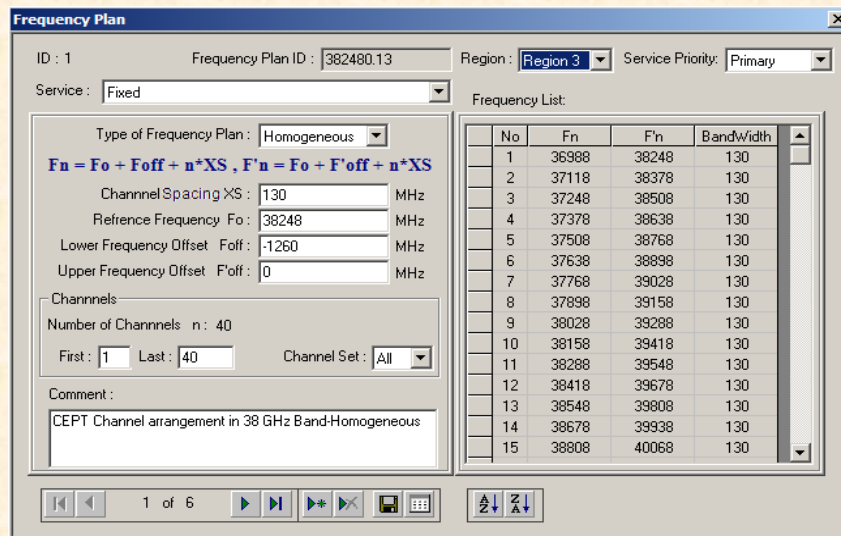 Frequency Plan
ID : 1 Frequency Plan ID : 382480.13 Region : Region 3 Service Priority: Primary
Service : Fixed
Frequency List:
Type of Frequency Plan : Homogeneous
Fn = Fo + Foff + n*XS , F'n = Fo + F'off + n*XS
Channnel Spacing XS : 130 MHz
Refrence Frequency Fo : 38248 MHz
Lower Frequency Offset Foff : -1260 MHz
Upper Frequency Offset F'off : 0 MHz
Channnels
Number of Channnels n : 40
First : 1 Last : 40 Channel Set : All
Comment :
CEPT Channel arrangement in 38 GHz Band-Homogeneous
No Fn F'n BandWidth
1 36988 38248 130
2 37118 38378 130
3 37248 38508 130
4 37378 38638 130
5 37508 38768 130
6 37638 38898 130
7 37768 39028 130
8 37898 39158 130
9 38028 39288 130
10 38158 39418 130
11 38288 39548 130
12 38418 39678 130
13 38548 39808 130
14 38678 39938 130
15 38808 40068 130
1 of 6
A Z Z A